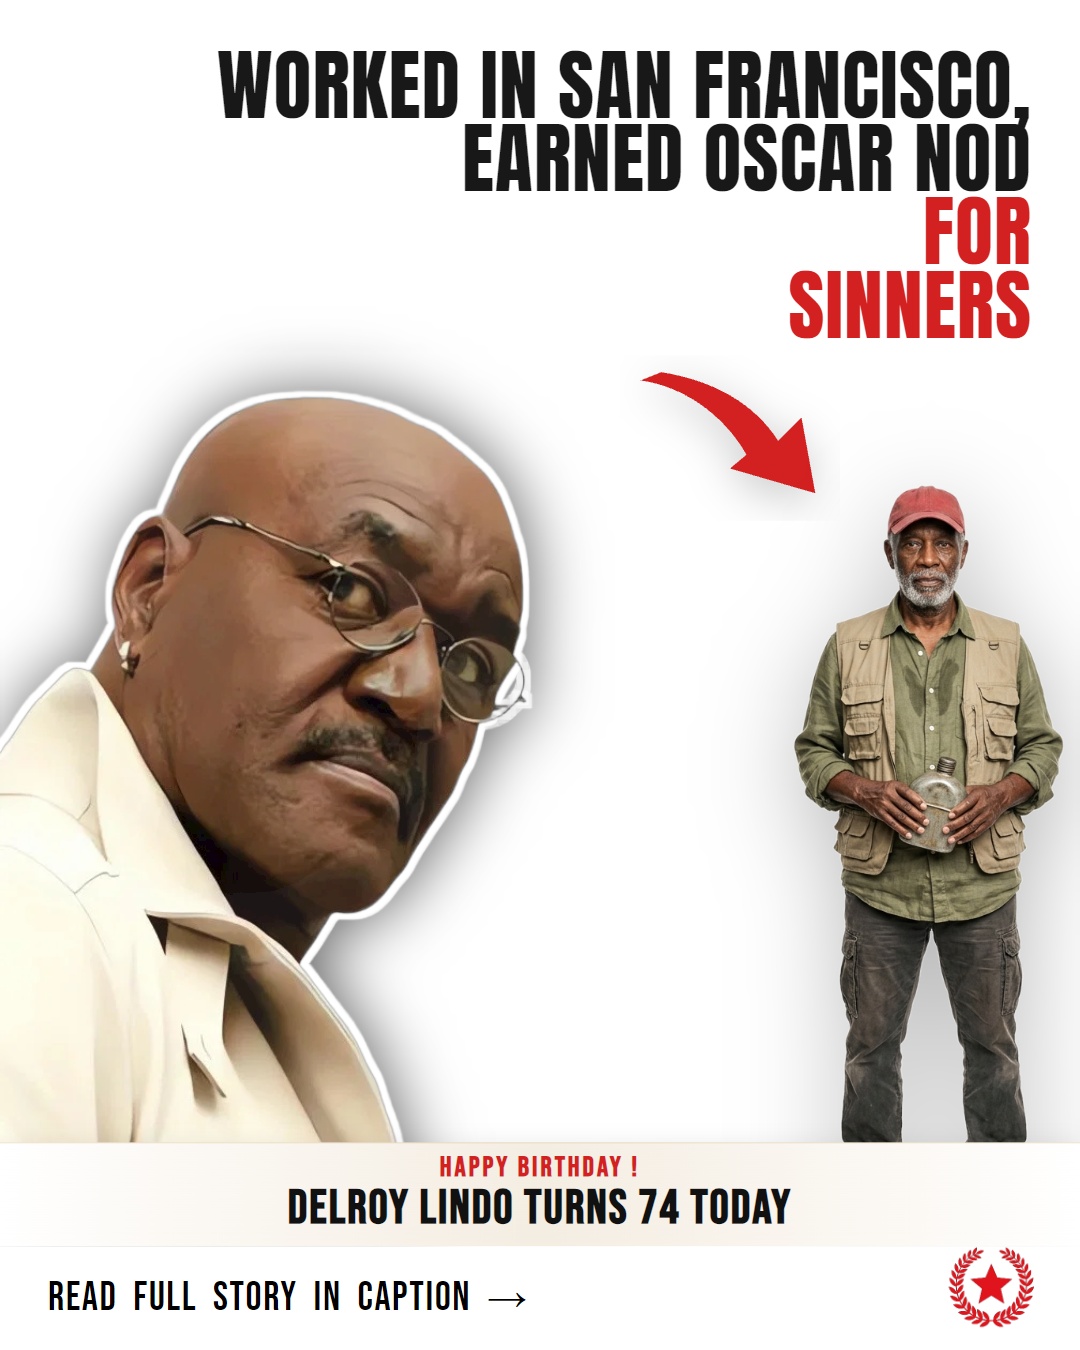 WORKED IN SAN FRANCISCO,
EARNED OSCAR NOD
FOR
SINNERS
HAPPY BIRTHDAY !
DELROY LINDO TURNS 74 TODAY
READ FULL STORY IN CAPTION →